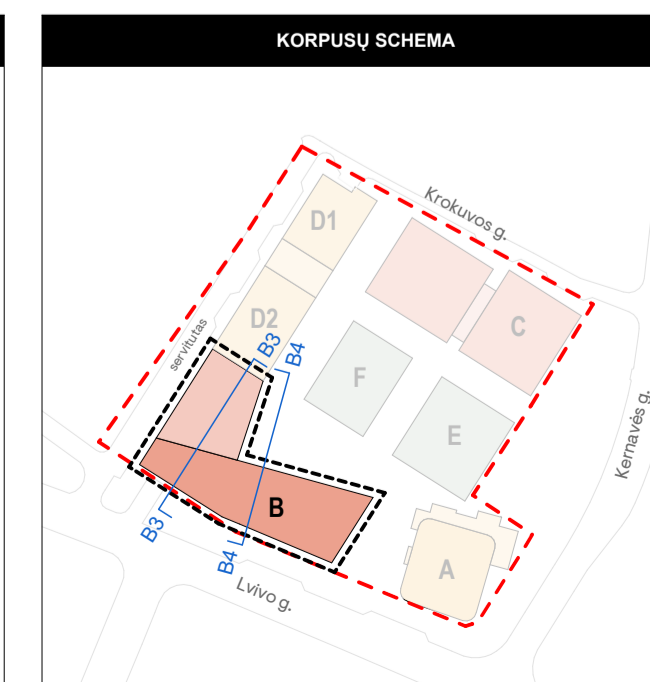 KORPUSŲ SCHEMA
Krokuvos g.
D1
C
D2
servitutas
B3
B4
F
E
Kernavės g.
B
B3
B4
A
Lvivo g.